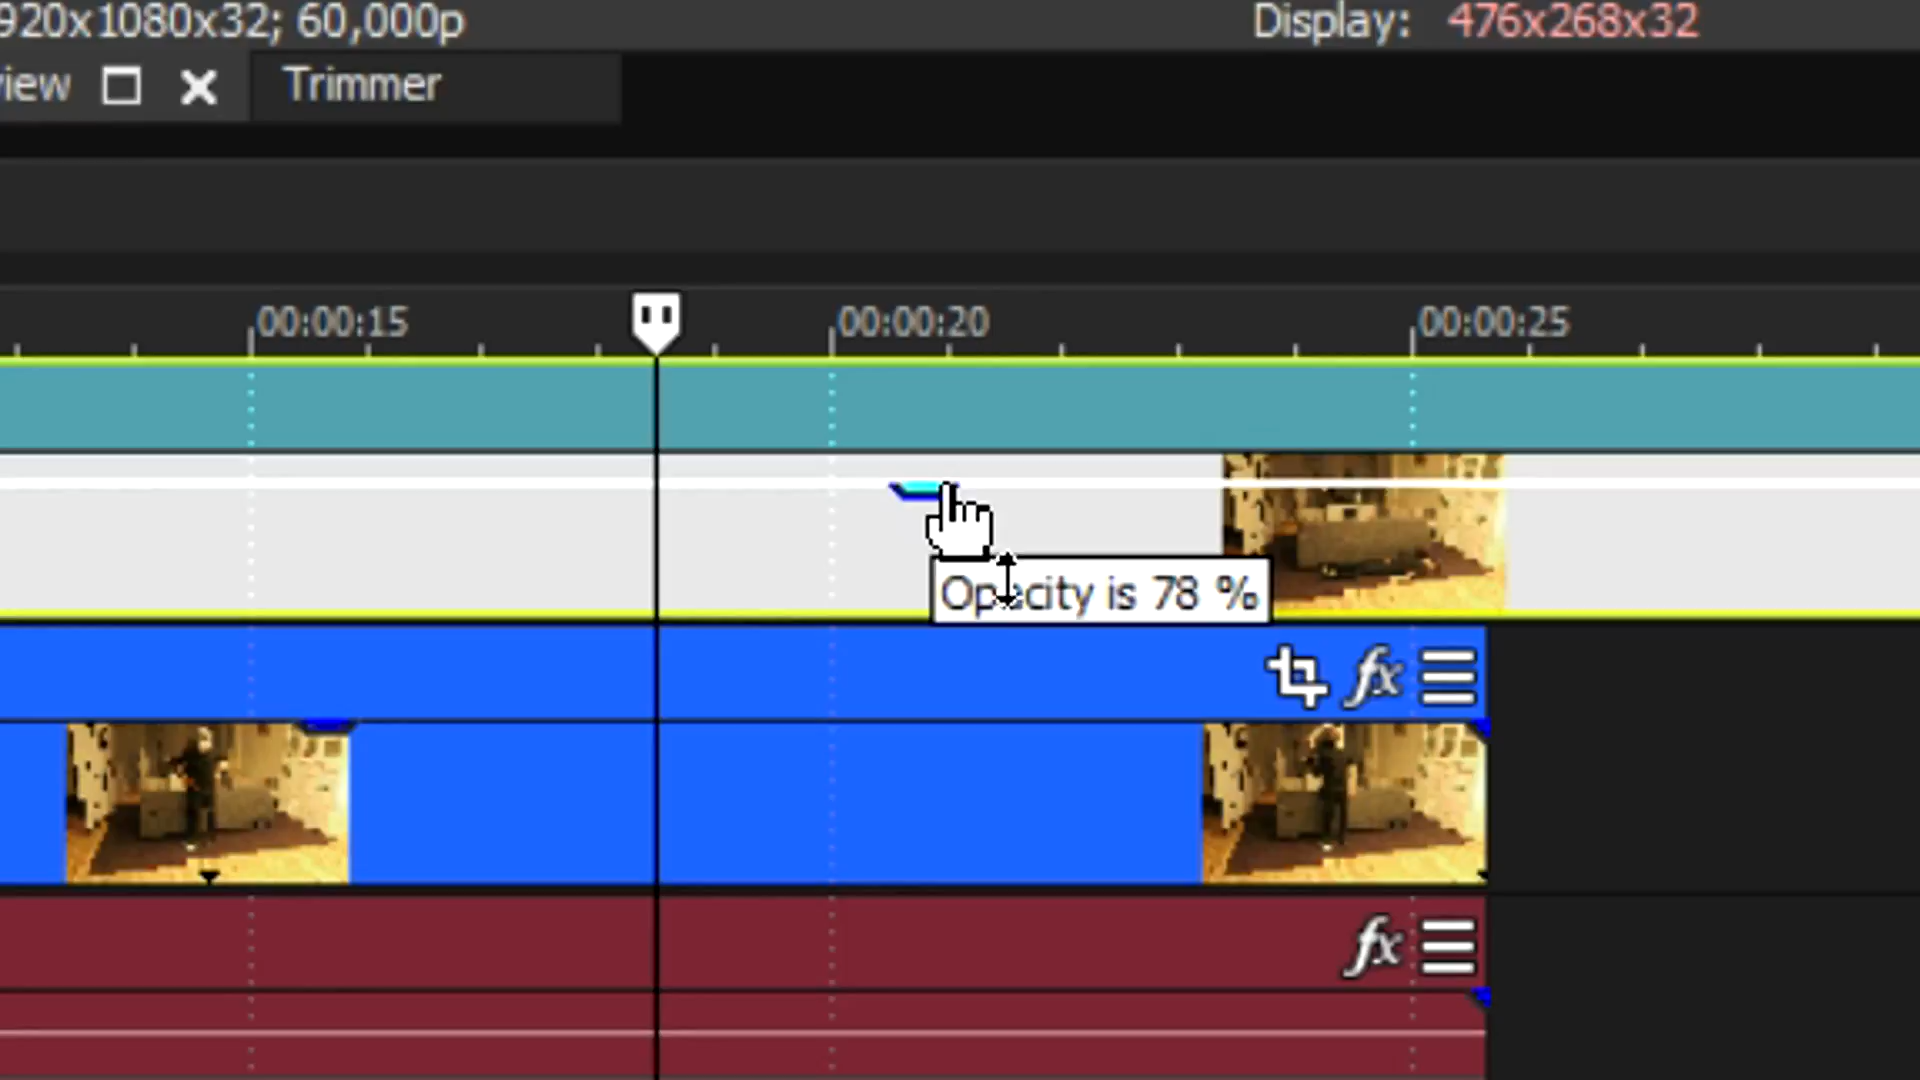 920x1080x32; 60,000p
Display: 476x268x32
view
Trimmer
00:00:15
00:00:20
00:00:25
Opacity is 78 %
fx
fx